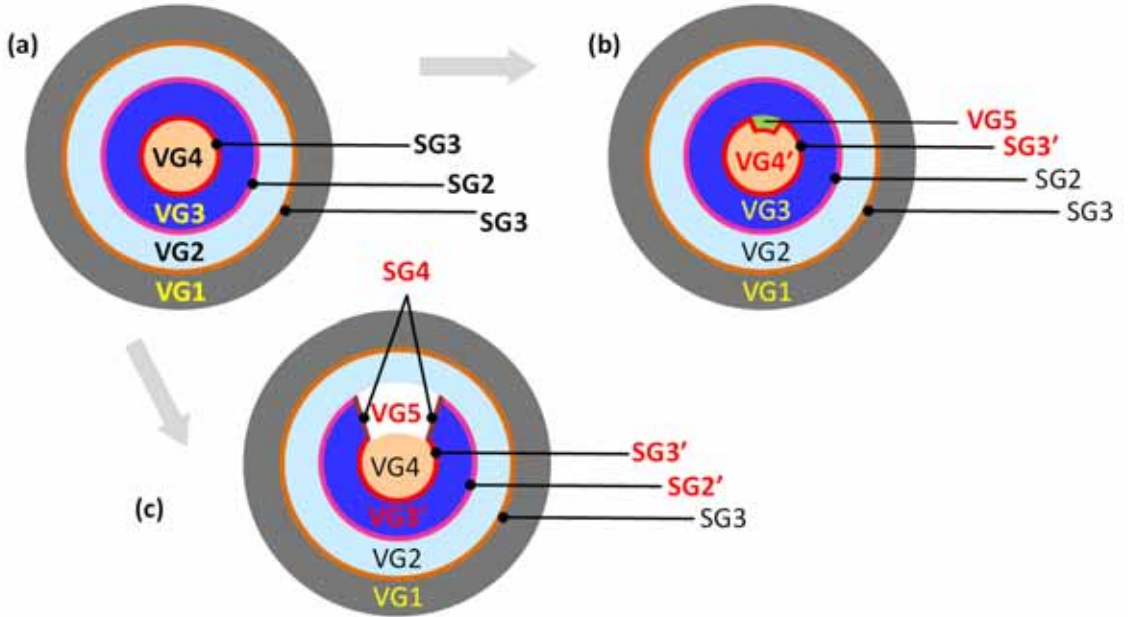 (a)
VG4
SG3
SG2
VG3
SG3
VG2
VG1
(b)
VG5
SG3’
VG4’
SG2
VG3
SG3
VG2
VG1
SG4
VG5
SG3’
VG4
SG2’
(c)
VG3’
SG3
VG2
VG1